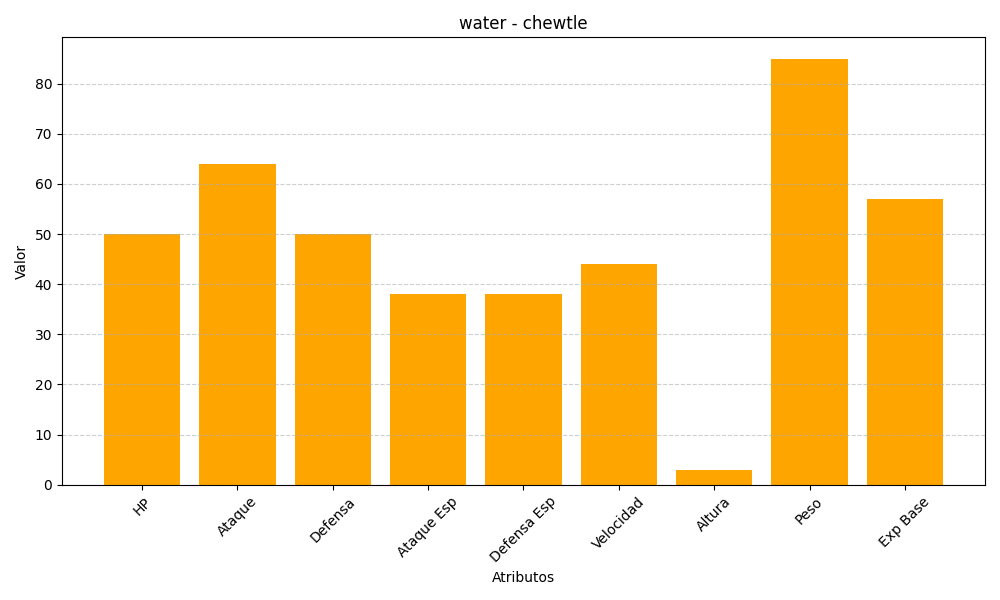 water - chewtle
Valor
80
70
60
50
40
30
20
10
0
HP
Ataque
Defensa
Ataque Esp
Defensa Esp
Velocidad
Altura
Peso
Exp Base
Atributos